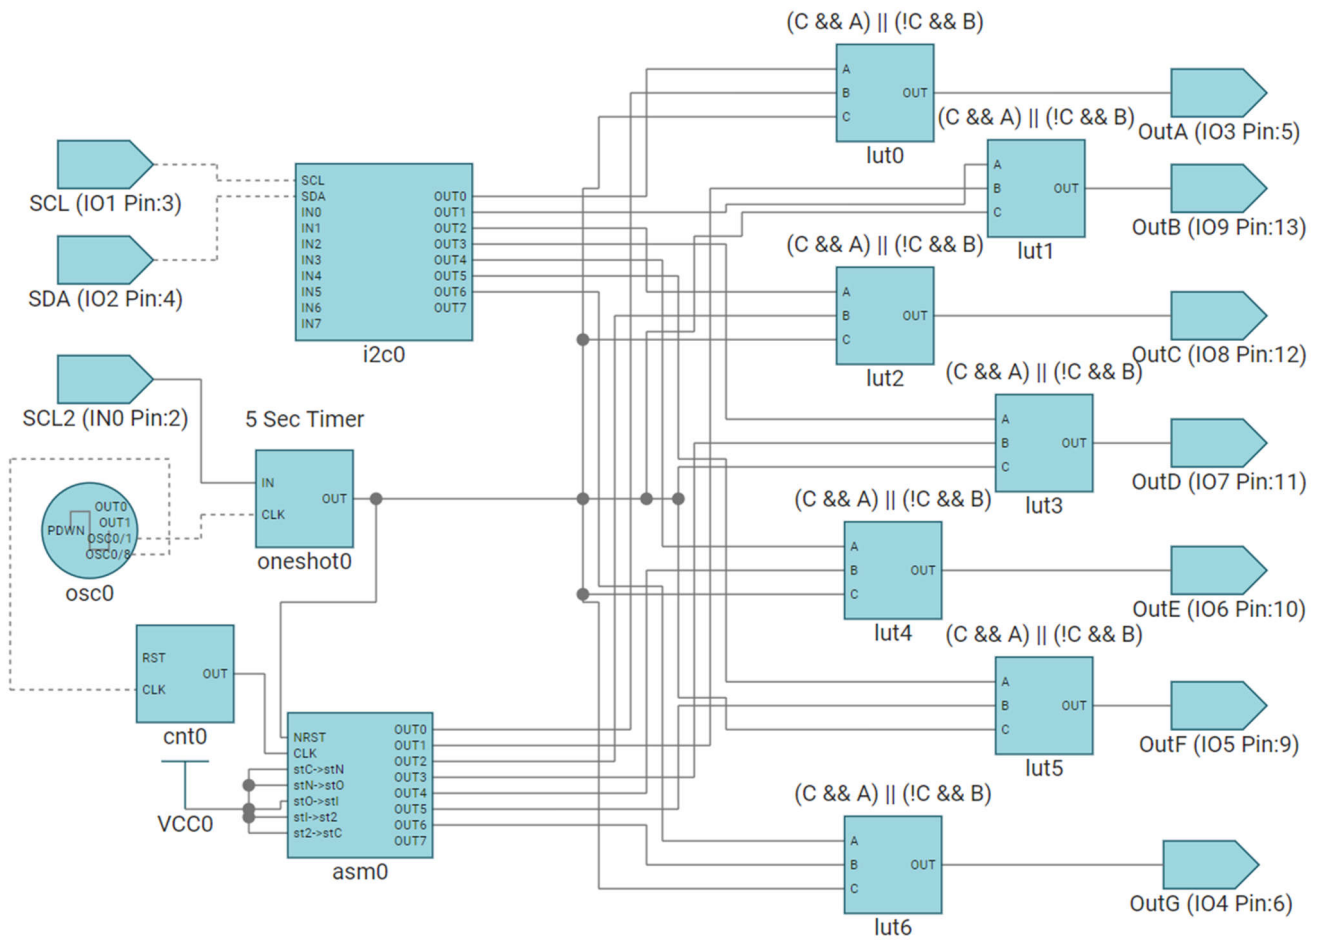 (C && A) || (!C && B)
A
B
C
OUT
lut0
OutA (IO3 Pin:5)
(C && A) || (!C && B)
A
B
C
OUT
lut1
OutB (IO9 Pin:13)
SCL (IO1 Pin:3)
SDA (IO2 Pin:4)
SCL
SDA
IN0
IN1
IN2
IN3
IN4
IN5
IN6
IN7
OUT0
OUT1
OUT2
OUT3
OUT4
OUT5
OUT6
OUT7
i2c0
(C && A) || (!C && B)
A
B
C
OUT
lut2
OutC (IO8 Pin:12)
SCL2 (IN0 Pin:2)
5 Sec Timer
IN
CLK
OUT
oneshot0
OUT0
OUT1
PDWN
OSC0/1
OSC0/8
osc0
(C && A) || (!C && B)
A
B
C
OUT
lut3
OutD (IO7 Pin:11)
(C && A) || (!C && B)
A
B
C
OUT
lut4
OutE (IO6 Pin:10)
RST
CLK
OUT
cnt0
VCC0
NRST
CLK
stC->stN
stN->stO
stO->stI
stI->st2
st2->stC
OUT0
OUT1
OUT2
OUT3
OUT4
OUT5
OUT6
OUT7
asm0
(C && A) || (!C && B)
A
B
C
OUT
lut5
OutF (IO5 Pin:9)
(C && A) || (!C && B)
A
B
C
OUT
lut6
OutG (IO4 Pin:6)